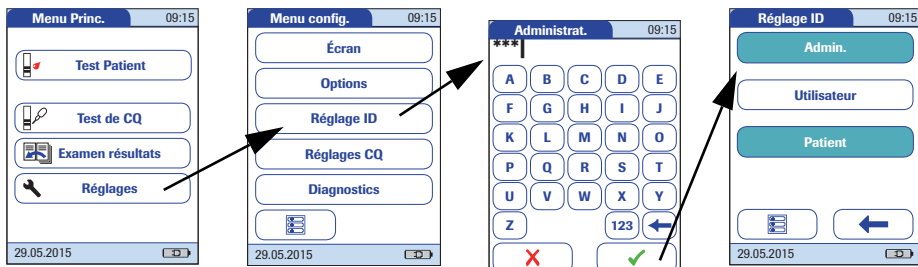 Menu Princ. 09:15
Test Patient
Test de CQ
Examen résultats
Réglages
29.05.2015
Menu config. 09:15
Écran
Options
Réglage ID
Réglages CQ
Diagnostics
29.05.2015
Administrat. 09:15
***
A B C D E
F G H I J
K L M N O
P Q R S T
U V W X Y
Z 123
Réglage ID 09:15
Admin.
Utilisateur
Patient
29.05.2015